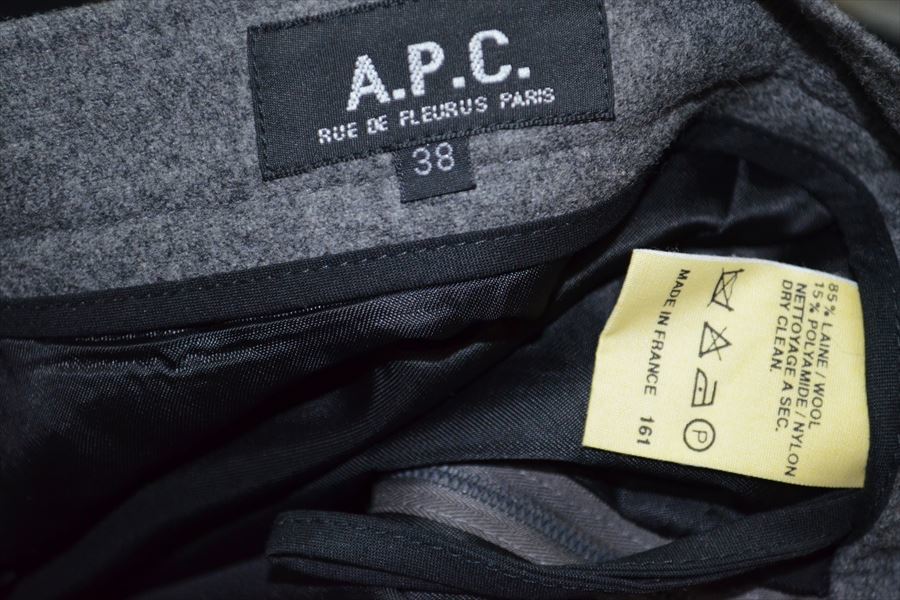 A.P.C.
RUE DE FLEURUS PARIS
38
85% LAINE / WOOL
15% POLYAMIDE / NYLON
NETTOYAGE A SEC.
DRY CLEAN.
P
MADE IN FRANCE 161